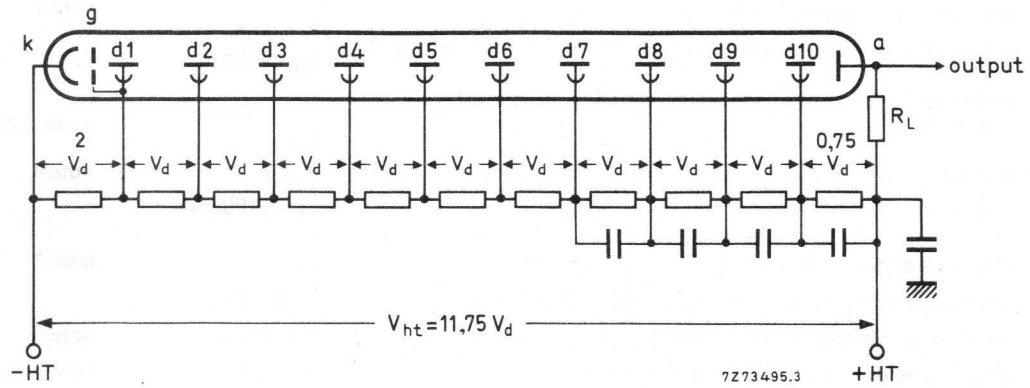 g
k
a
d1 d2 d3 d4 d5 d6 d7 d8 d9 d10
output
R_L
2 0,75
V_d V_d V_d V_d V_d V_d V_d V_d V_d V_d V_d
V_ht = 11,75 V_d
-HT
7Z73495.3
+HT